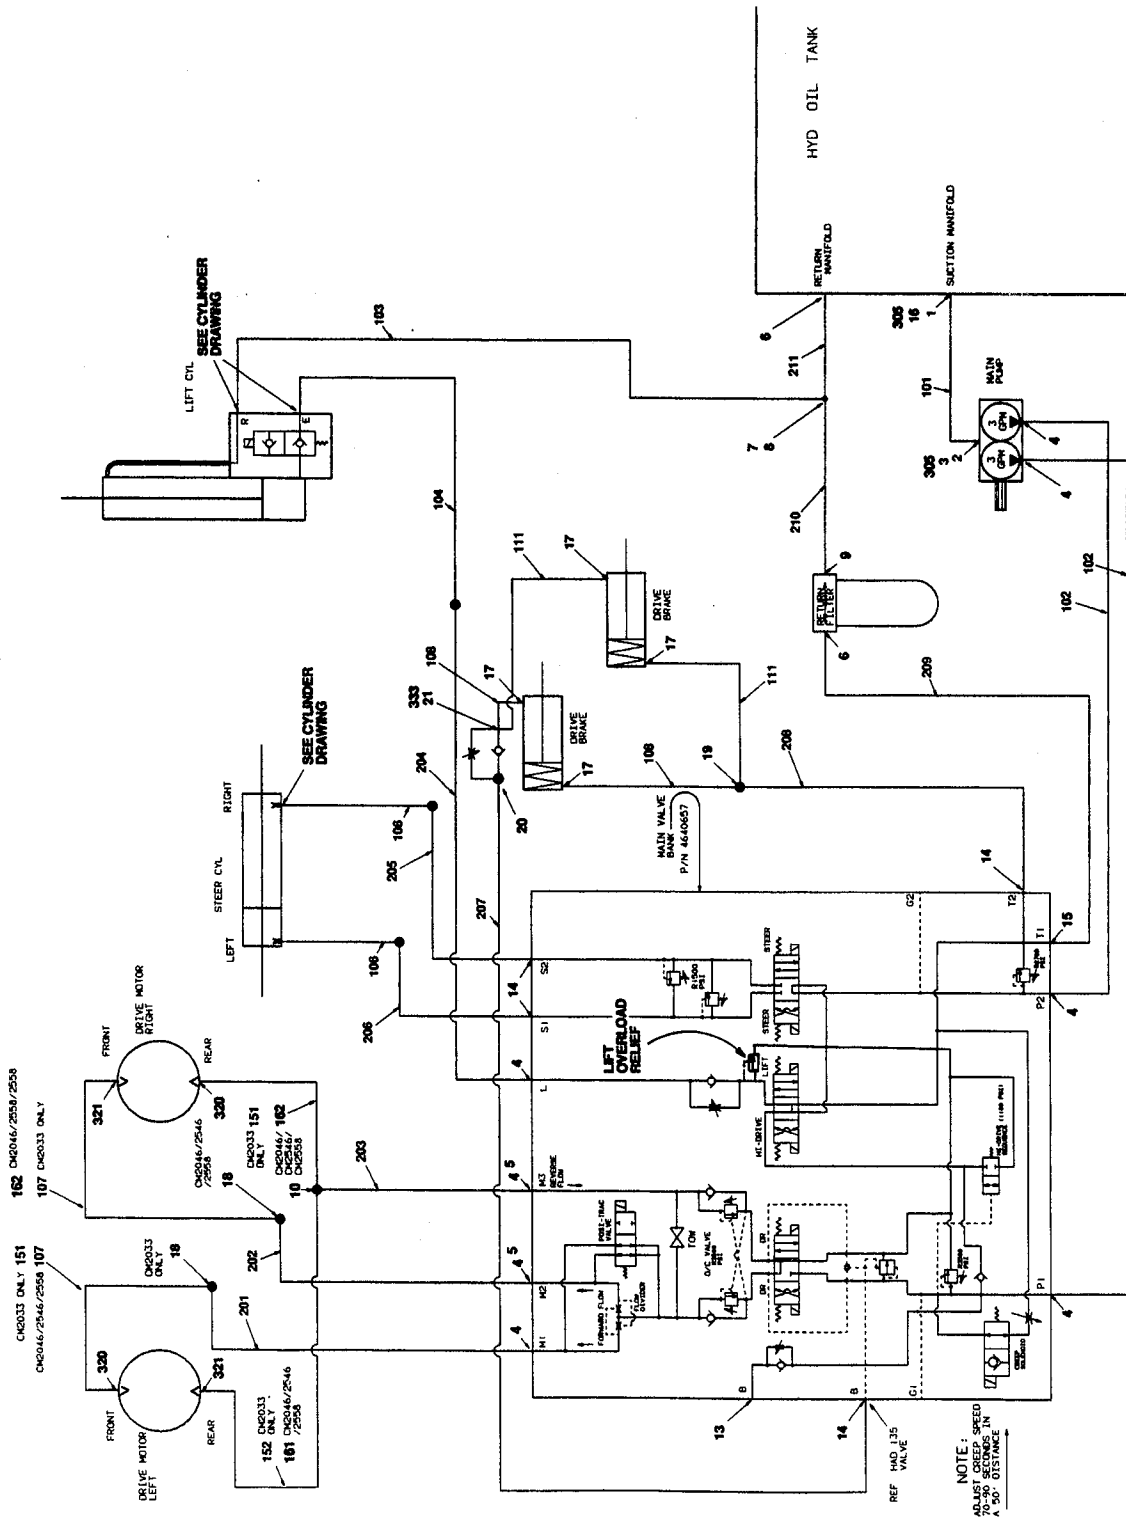 HYD OIL TANK
RETURN
MANIFOLD
SUCTION MANIFOLD
6
305
16
1
211
101
MAIN
PUMP
3
GPM
3
GPM
305
3
2
4
4
7
8
210
9
RETURN
FILTER
6
209
102
102
LIFT CYL
SEE CYLINDER
DRAWING
R
E
103
104
111
17
DRIVE
BRAKE
17
111
108
333
21
17
DRIVE
BRAKE
17
108
19
208
20
204
207
STEER CYL
LEFT
RIGHT
SEE CYLINDER
DRAWING
106
106
205
206
MAIN VALVE
BANK
P/N 4640657
14
T2
G2
15
T1
P2
4
STEER
STEER
R1500
PSI
S2
S1
14
LIFT
OVERLOAD
RELIEF
LIFT
HI-DRIVE
L
4
162 CM2046/2558/2558
107 CM2033 ONLY
FRONT
DRIVE MOTOR
RIGHT
REAR
321
320
CM2046/2546
/2558
18
CM2033 151
ONLY
CM2046/ 162
CM2546/
CM2558
10
203
202
CM2033 ONLY 151
CM2046/2546/2558 107
CM2033
ONLY
18
201
320
321
FRONT
REAR
DRIVE MOTOR
LEFT
152 CM2033
ONLY
161 CM2046/2546
/2558
4 5
M3
REVERSE
FLOW
4 5
M2
4
M1
POSI-TRAC
VALVE
FORWARD FLOW
FLOW
DIVIDER
TOW
O/C VALVE
DR
DR
CREEP
SOLENOID
P1
4
B
13
B
14
G1
REF HAD 135
VALVE
NOTE:
ADJUST CREEP SPEED
70-90 SECONDS IN
A 50' DISTANCE